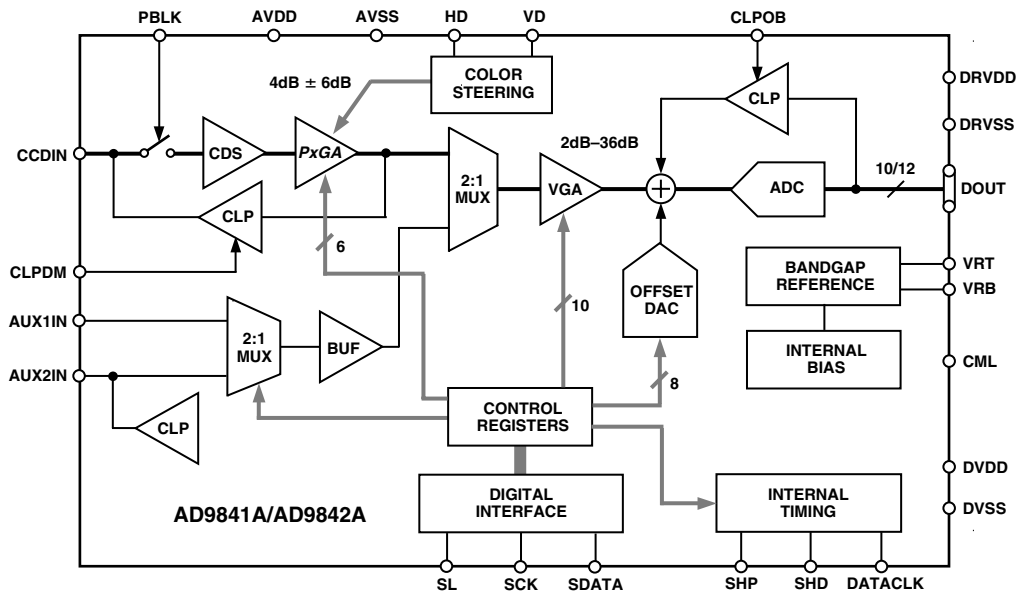 PBLK AVDD AVSS HD VD CLPOB
4dB ± 6dB
COLOR
STEERING
CLP
DRVDD
DRVSS
2dB–36dB
10/12
CCDIN
CDS
PxGA
2:1
MUX
VGA
ADC
DOUT
CLP
6
CLPDM
BANDGAP
REFERENCE
VRT
VRB
OFFSET
DAC
10
AUX1IN
2:1
MUX
BUF
INTERNAL
BIAS
CML
AUX2IN
8
CLP
CONTROL
REGISTERS
DVDD
DIGITAL
INTERFACE
INTERNAL
TIMING
DVSS
AD9841A/AD9842A
SL SCK SDATA SHP SHD DATACLK